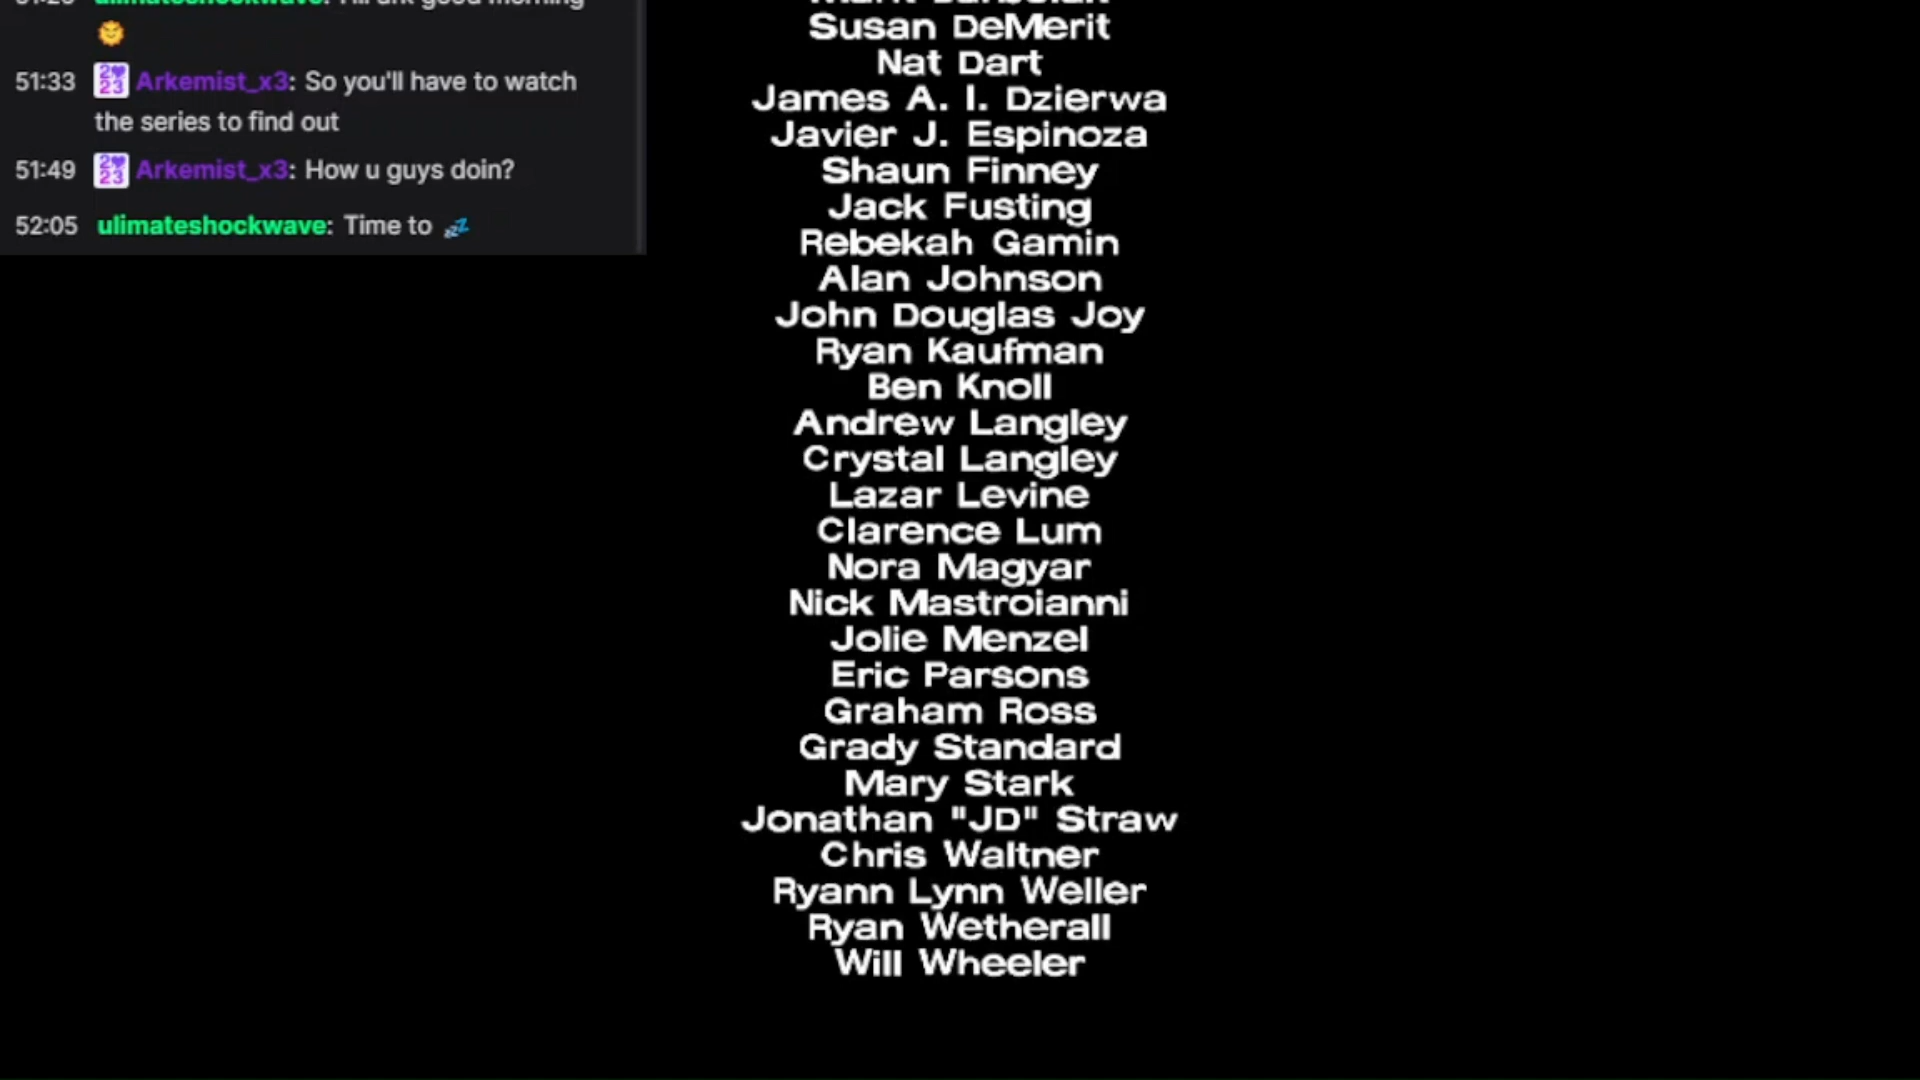 ulimateshockwave: good morning
51:33 Arkemist_x3: So you'll have to watch
the series to find out
51:49 Arkemist_x3: How u guys doin?
52:05 ulimateshockwave: Time to 💤
Susan DeMerit
Nat Dart
James A. I. Dzierwa
Javier J. Espinoza
Shaun Finney
Jack Fusting
Rebekah Gamin
Alan Johnson
John Douglas Joy
Ryan Kaufman
Ben Knoll
Andrew Langley
Crystal Langley
Lazar Levine
Clarence Lum
Nora Magyar
Nick Mastroianni
Jolie Menzel
Eric Parsons
Graham Ross
Grady Standard
Mary Stark
Jonathan "JD" Straw
Chris Waltner
Ryann Lynn Weller
Ryan Wetherall
Will Wheeler